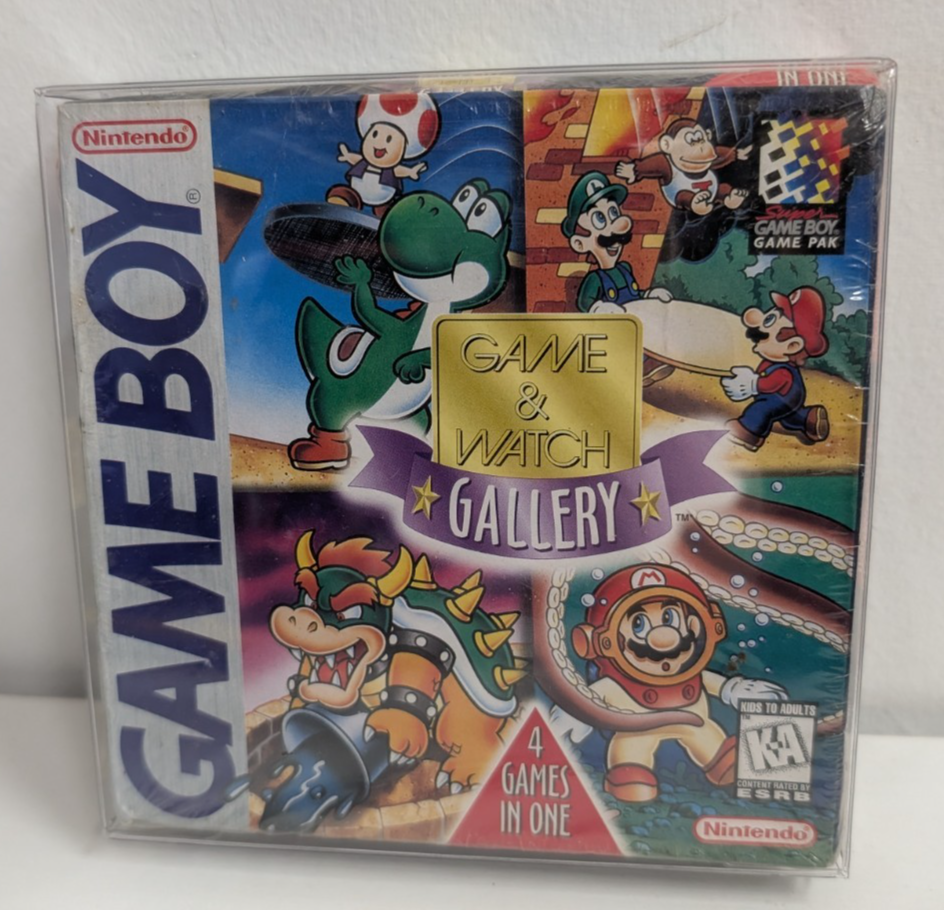 IN ONE
Nintendo®
GAME BOY®
Super
GAME BOY
GAME PAK
GAME
&
WATCH
GALLERY™
M
4
GAMES
IN ONE
KIDS TO ADULTS
K-A
CONTENT RATED BY
ESRB
Nintendo®